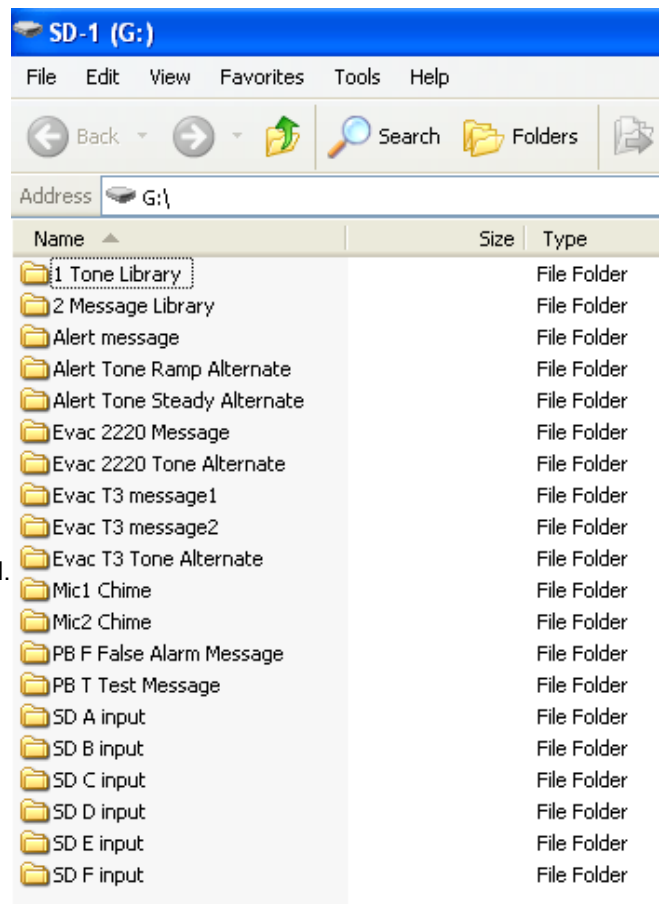 SD-1 (G:)
File Edit View Favorites Tools Help
Back Search Folders
Address G:\
Name Size Type
1 Tone Library File Folder
2 Message Library File Folder
Alert message File Folder
Alert Tone Ramp Alternate File Folder
Alert Tone Steady Alternate File Folder
Evac 2220 Message File Folder
Evac 2220 Tone Alternate File Folder
Evac T3 message1 File Folder
Evac T3 message2 File Folder
Evac T3 Tone Alternate File Folder
Mic1 Chime File Folder
Mic2 Chime File Folder
PB F False Alarm Message File Folder
PB T Test Message File Folder
SD A input File Folder
SD B input File Folder
SD C input File Folder
SD D input File Folder
SD E input File Folder
SD F input File Folder